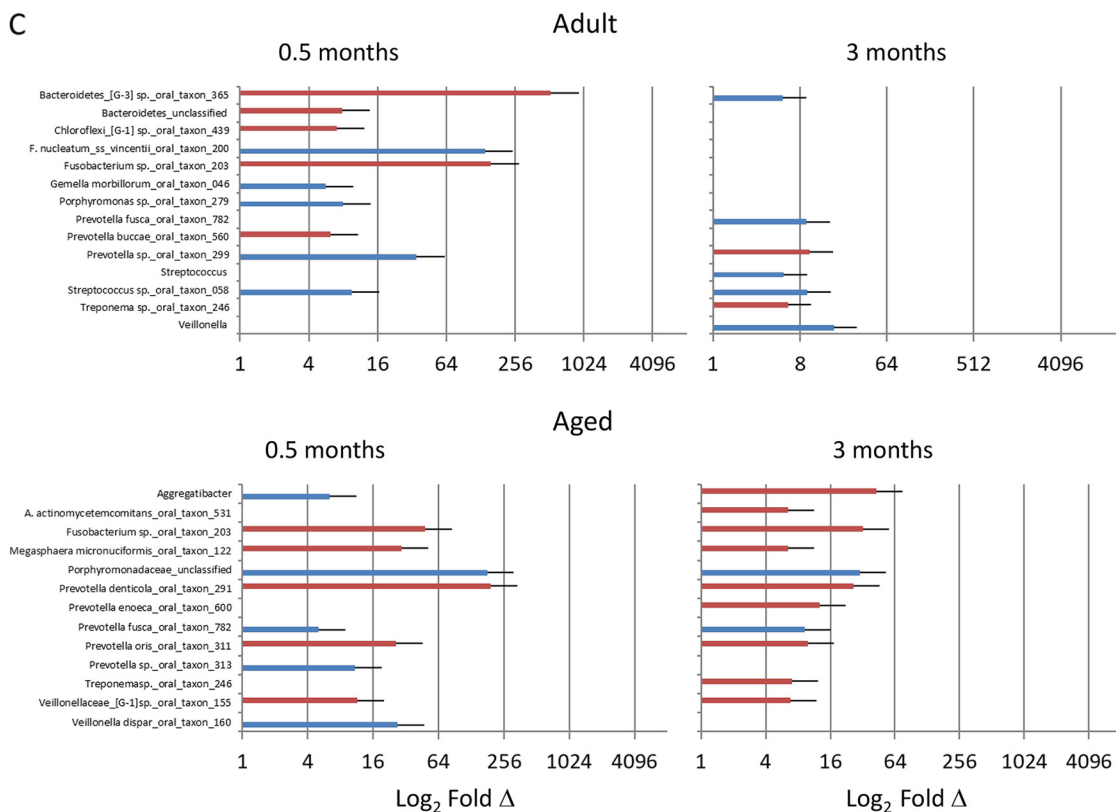 C
Adult
0.5 months
3 months
Bacteroidetes_[G-3] sp._oral_taxon_365
Bacteroidetes_unclassified
Chloroflexi_[G-1] sp._oral_taxon_439
F. nucleatum_ss_vincentii_oral_taxon_200
Fusobacterium sp._oral_taxon_203
Gemella morbillorum_oral_taxon_046
Porphyromonas sp._oral_taxon_279
Prevotella fusca_oral_taxon_782
Prevotella buccae_oral_taxon_560
Prevotella sp._oral_taxon_299
Streptococcus
Streptococcus sp._oral_taxon_058
Treponema sp._oral_taxon_246
Veillonella
1 4 16 64 256 1024 4096
1 8 64 512 4096
Aged
0.5 months
3 months
Aggregatibacter
A. actinomycetemcomitans_oral_taxon_531
Fusobacterium sp._oral_taxon_203
Megasphaera micronuciformis_oral_taxon_122
Porphyromonadaceae_unclassified
Prevotella denticola_oral_taxon_291
Prevotella enoeca_oral_taxon_600
Prevotella fusca_oral_taxon_782
Prevotella oris_oral_taxon_311
Prevotella sp._oral_taxon_313
Treponemasp._oral_taxon_246
Veillonellaceae_[G-1]sp._oral_taxon_155
Veillonella dispar_oral_taxon_160
1 4 16 64 256 1024 4096
1 4 16 64 256 1024 4096
Log2 Fold Δ
Log2 Fold Δ